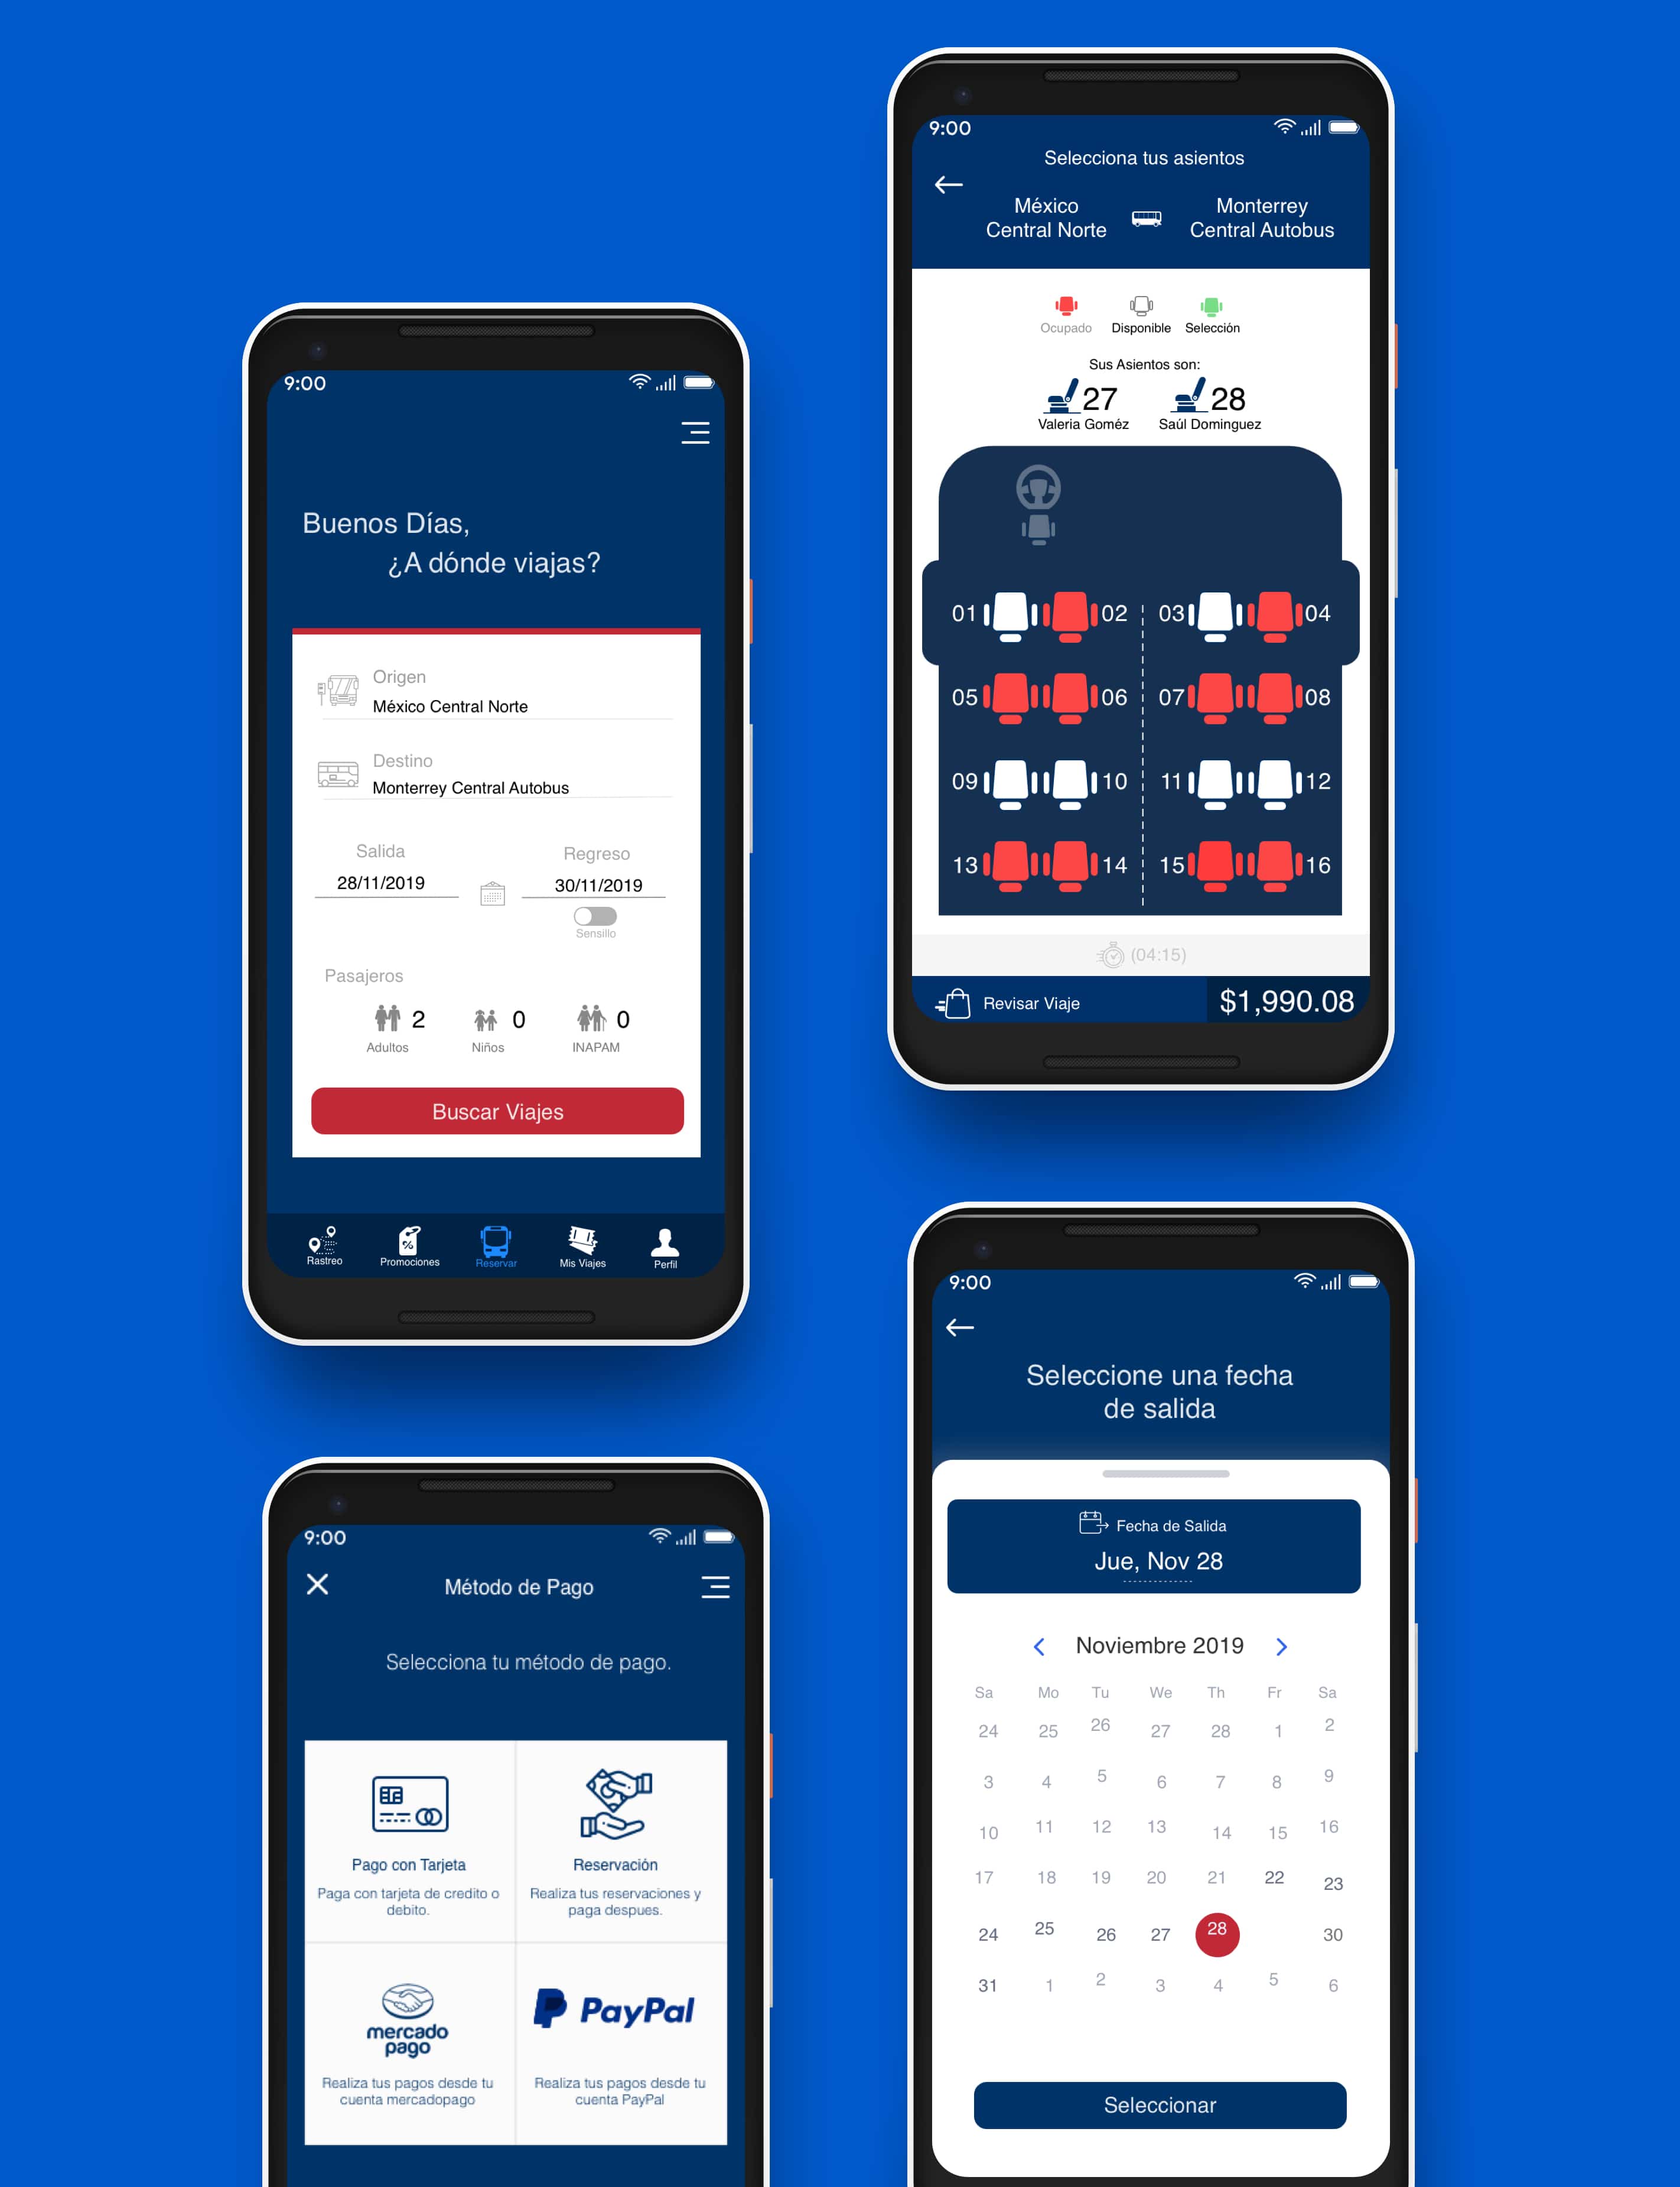 9:00
Buenos Días,
¿A dónde viajas?
Origen
México Central Norte
Destino
Monterrey Central Autobus
Salida
28/11/2019
Regreso
30/11/2019
Sensillo
Pasajeros
2
Adultos
0
Niños
0
INAPAM
Buscar Viajes
Rastreo
%
Promociones
Reservar
Mis Viajes
Perfil
9:00
Selecciona tus asientos
México
Central Norte
Monterrey
Central Autobus
Ocupado
Disponible
Selección
Sus Asientos son:
27
Valeria Goméz
28
Saúl Dominguez
01 02 03 04
05 06 07 08
09 10 11 12
13 14 15 16
(04:15)
Revisar Viaje
$1,990.08
9:00
Método de Pago
Selecciona tu método de pago.
Pago con Tarjeta
Paga con tarjeta de credito o
debito.
Reservación
Realiza tus reservaciones y
paga despues.
mercado
pago
Realiza tus pagos desde tu
cuenta mercadopago
PayPal
Realiza tus pagos desde tu
cuenta PayPal
9:00
Seleccione una fecha
de salida
Fecha de Salida
Jue, Nov 28
Noviembre 2019
Sa Mo Tu We Th Fr Sa
24 25 26 27 28 1 2
3 4 5 6 7 8 9
10 11 12 13 14 15 16
17 18 19 20 21 22 23
24 25 26 27 28 30
31 1 2 3 4 5 6
Seleccionar